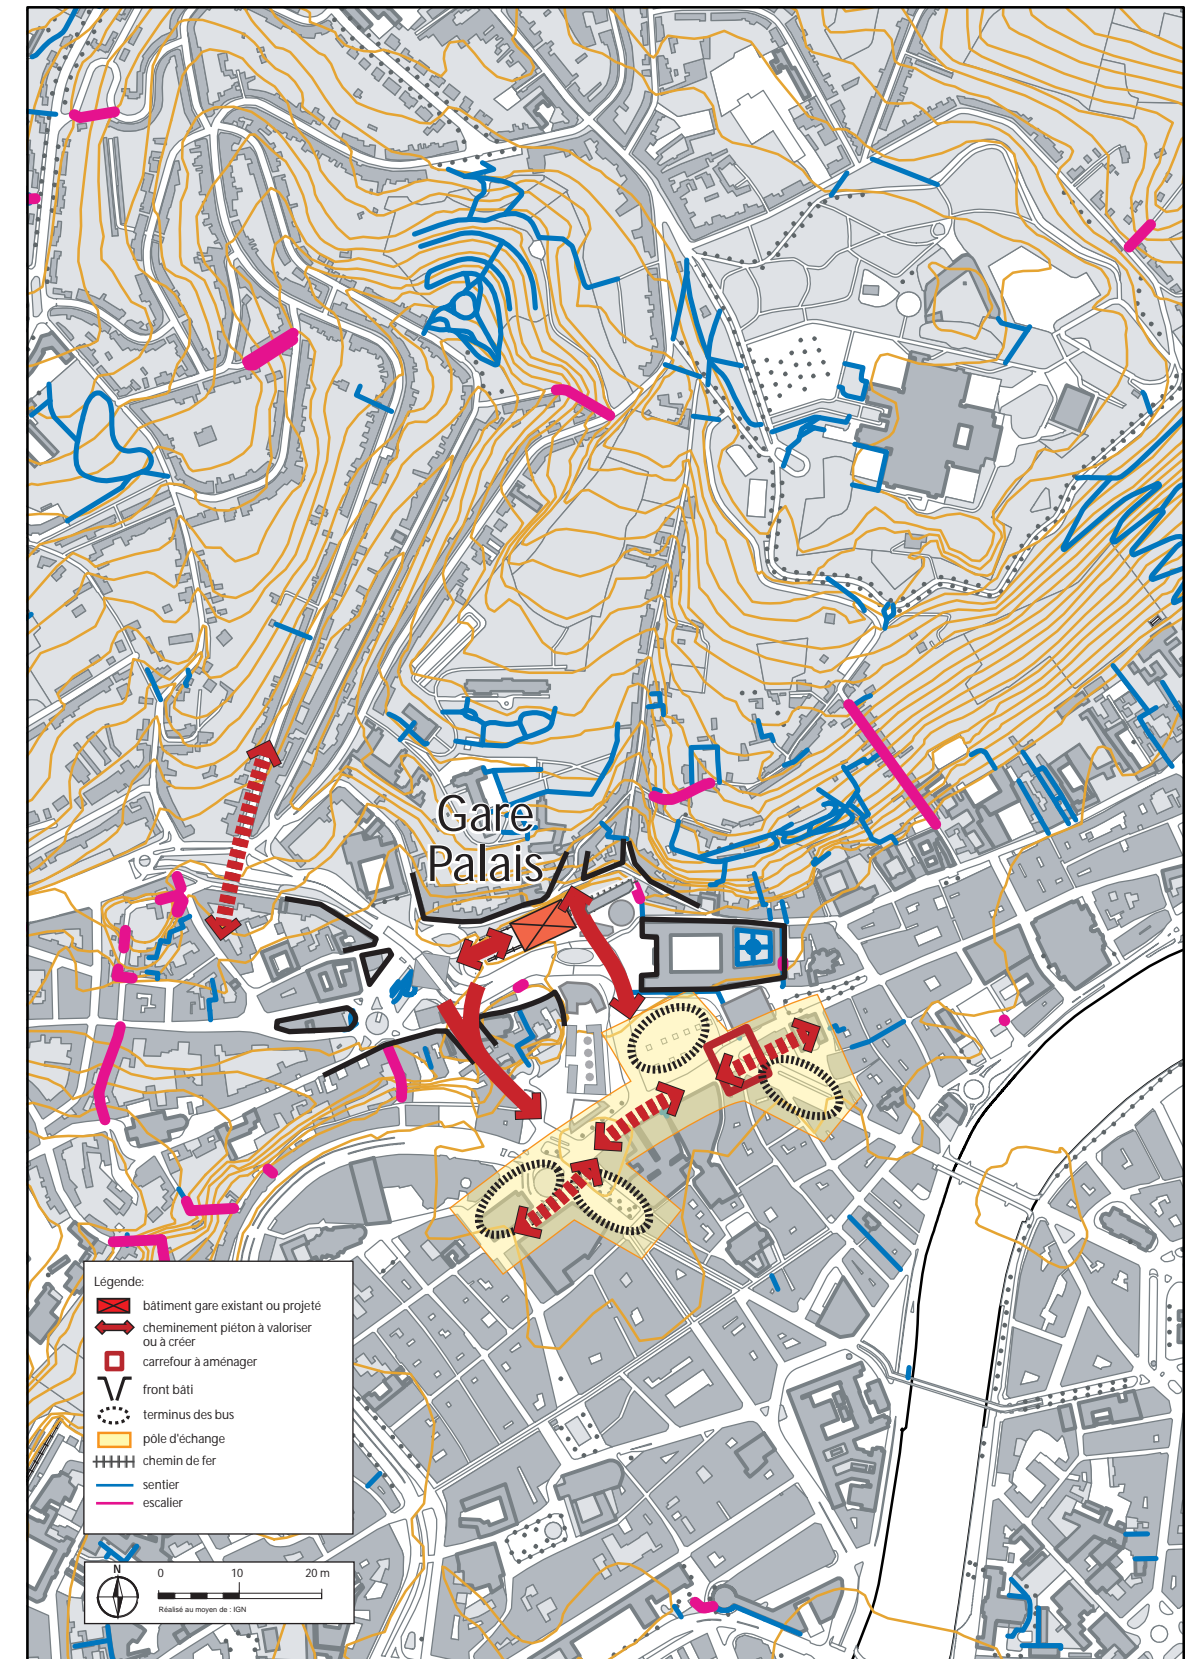 Gare
Palais
Légende:
bâtiment gare existant ou projeté
cheminement piéton à valoriser
ou à créer
carrefour à aménager
front bâti
terminus des bus
pôle d'échange
chemin de fer
sentier
escalier
N
0 10 20 m
Réalisé au moyen de : IGN